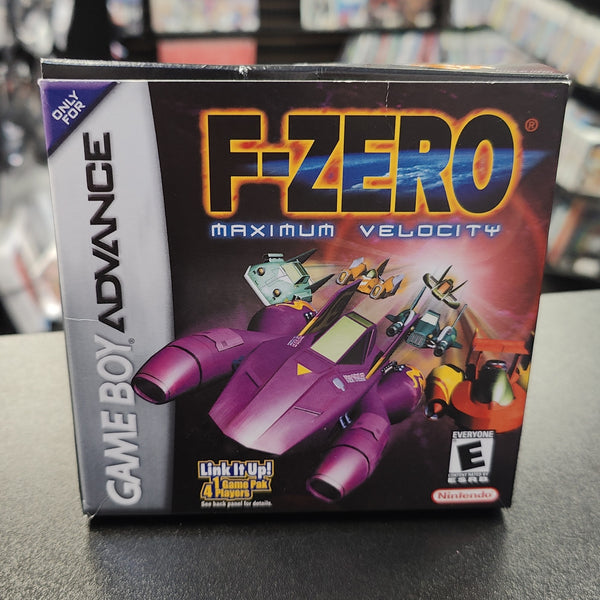 ONLY
FOR
GAME BOY ADVANCE
F-ZERO®
MAXIMUM VELOCITY
Link It Up!
1 Game Pak
4 Players
See back panel for details.
EVERYONE
E
CONTENT RATED BY
ESRB
Nintendo